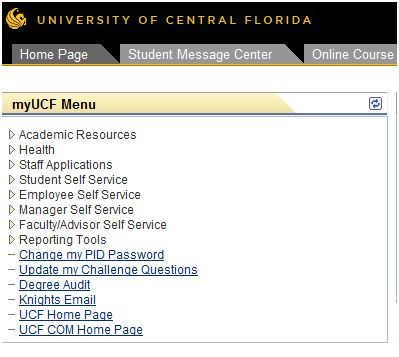 UNIVERSITY OF CENTRAL FLORIDA
Home Page Student Message Center Online Course
myUCF Menu
Academic Resources
Health
Staff Applications
Student Self Service
Employee Self Service
Manager Self Service
Faculty/Advisor Self Service
Reporting Tools
Change my PID Password
Update my Challenge Questions
Degree Audit
Knights Email
UCF Home Page
UCF COM Home Page